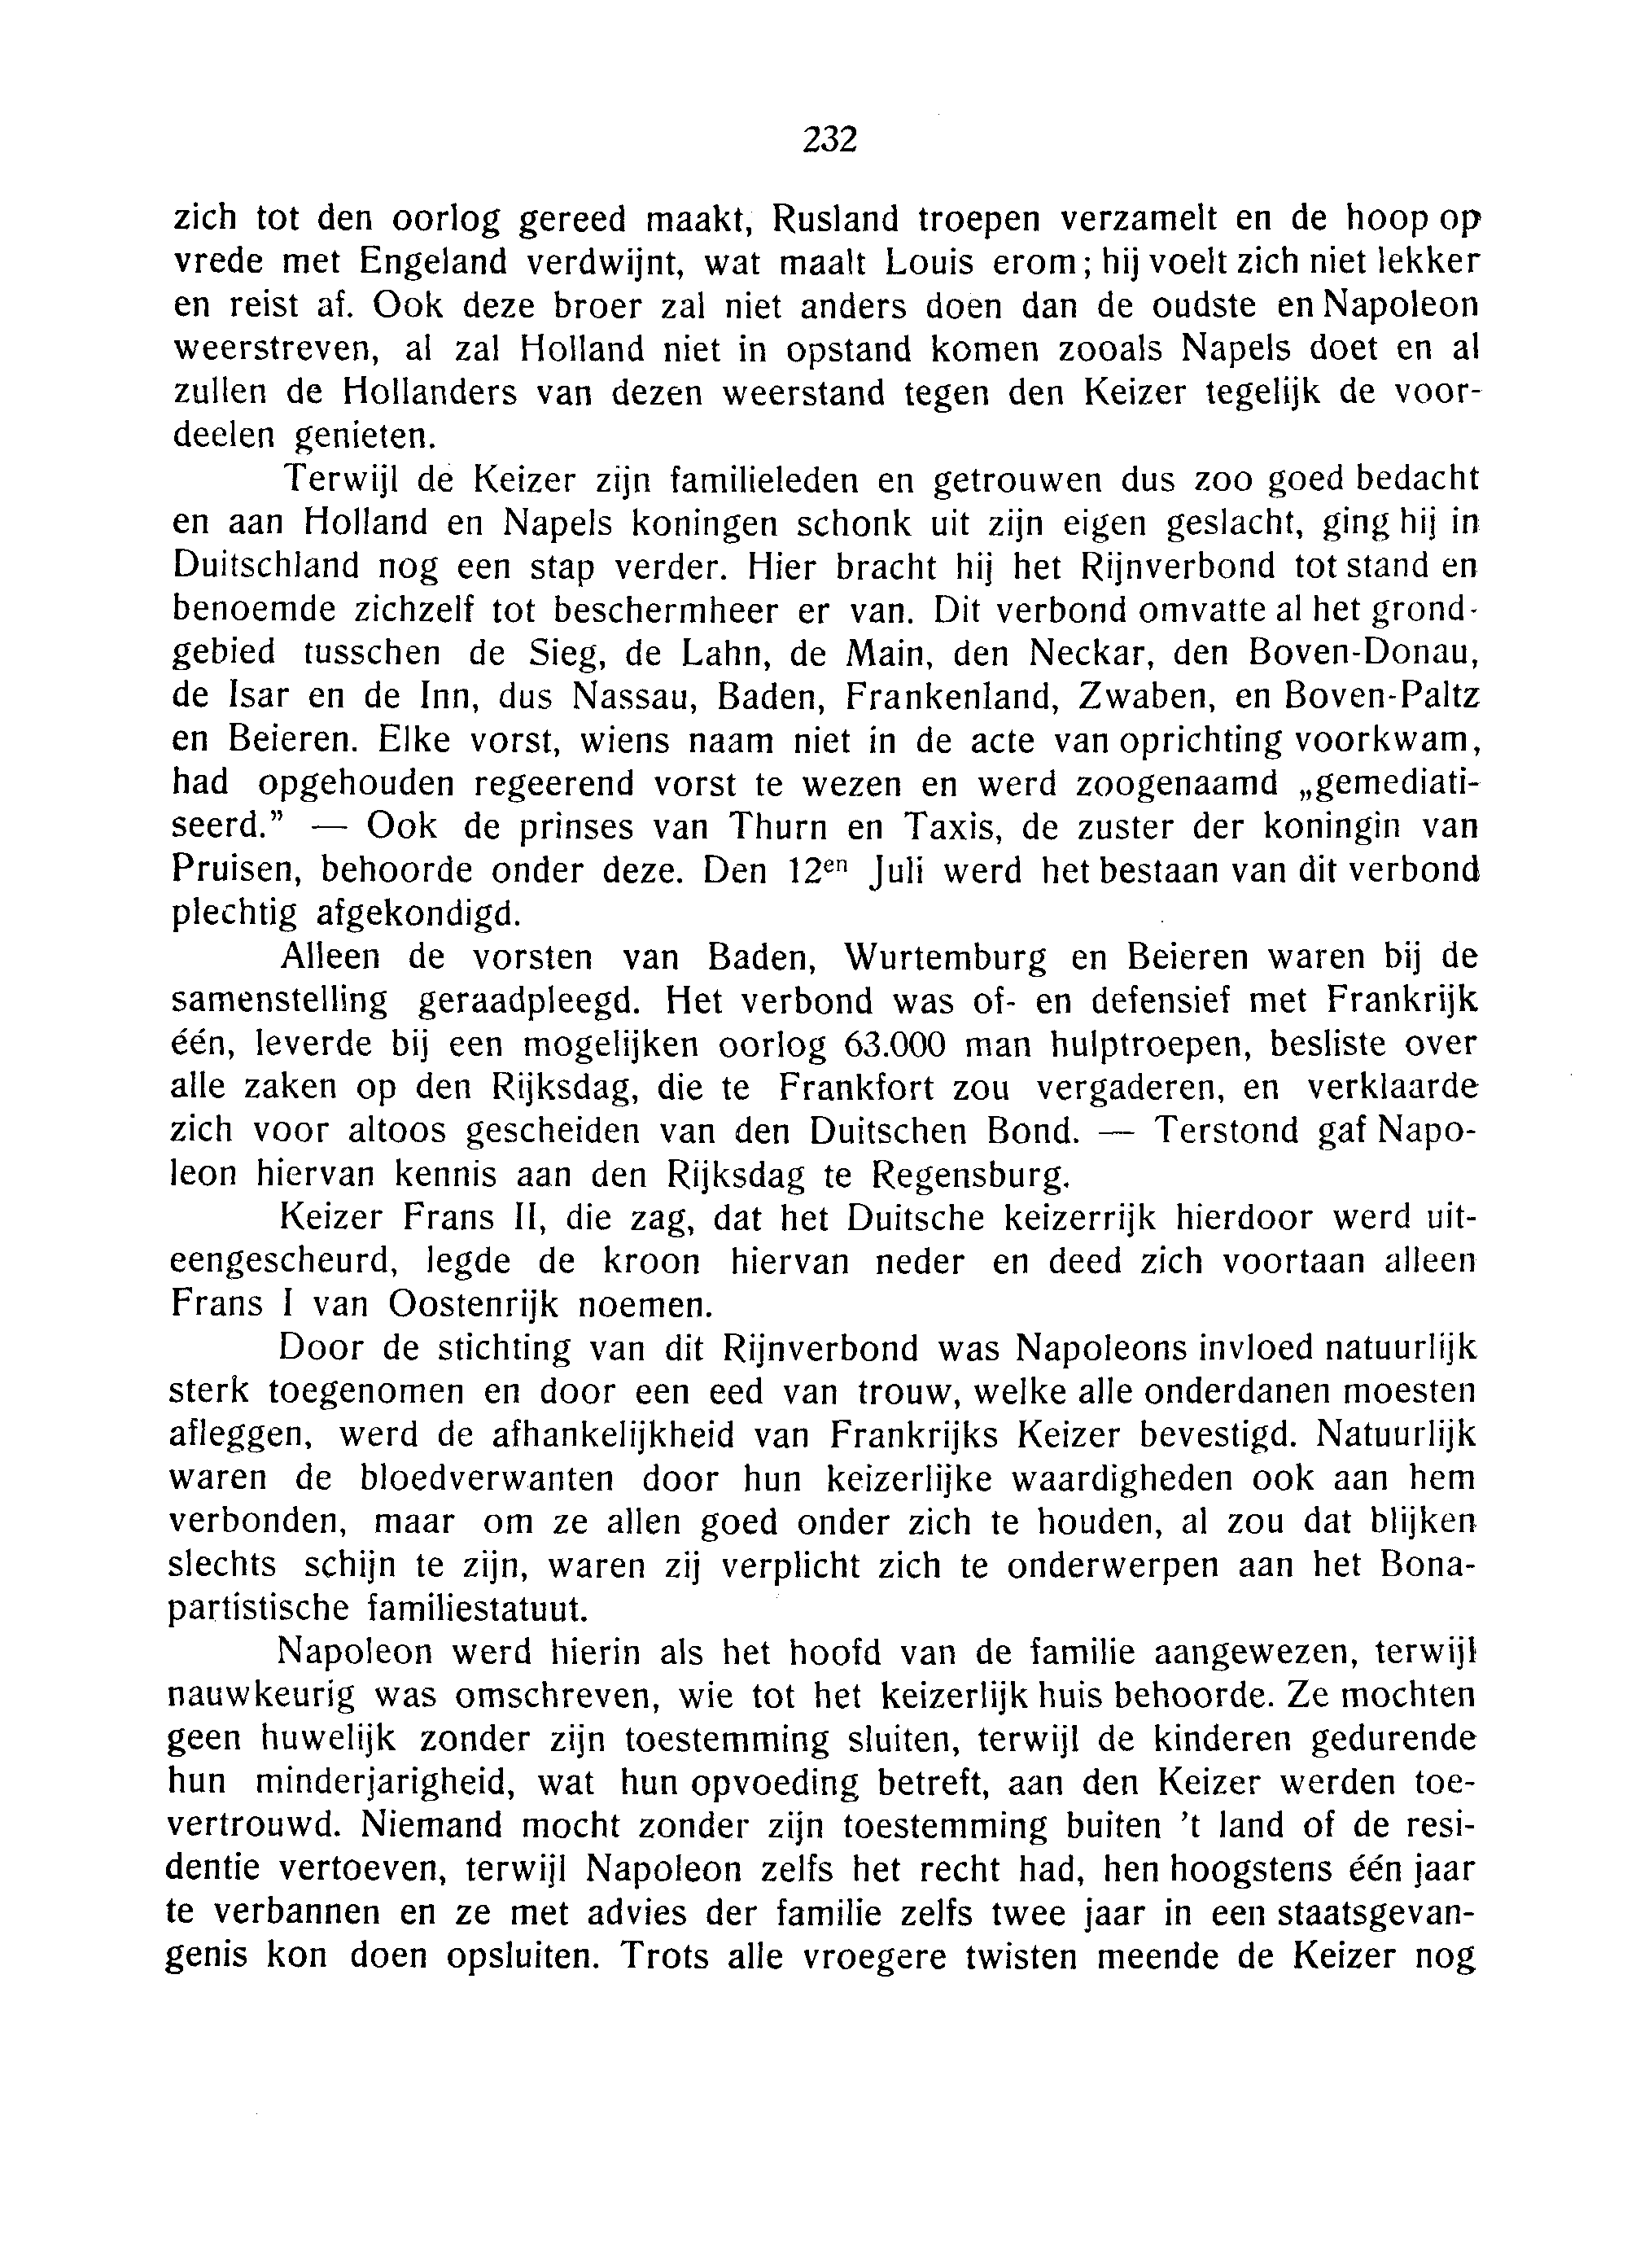 232
zich tot den oorlog gereed maakt, Rusland troepen verzamelt en de hoop op
vrede met Engeland verdwijnt, wat maalt Louis erom; hij voelt zich niet lekker
en reist af. Ook deze broer zal niet anders doen dan de oudste en Napoleon
weerstreven, al zal Holland niet in opstand komen zooals Napels doet en al
zullen de Hollanders van dezen weerstand tegen den Keizer tegelijk de voor-
deelen genieten.
Terwijl de Keizer zijn familieleden en getrouwen dus zoo goed bedacht
en aan Holland en Napels koningen schonk uit zijn eigen geslacht, ging hij in
Duitschland nog een stap verder. Hier bracht hij het Rijnverbond tot stand en
benoemde zichzelf tot beschermheer er van. Dit verbond omvatte al het grond-
gebied tusschen de Sieg, de Lahn, de Main, den Neckar, den Boven-Donau,
de Isar en de Inn, dus Nassau, Baden, Frankenland, Zwaben, en Boven-Paltz
en Beieren. Elke vorst, wiens naam niet in de acte van oprichting voorkwam,
had opgehouden regeerend vorst te wezen en werd zoogenaamd „gemediati-
seerd.” — Ook de prinses van Thurn en Taxis, de zuster der koningin van
Pruisen, behoorde onder deze. Den 12en Juli werd het bestaan van dit verbond
plechtig afgekondigd.
Alleen de vorsten van Baden, Wurtemburg en Beieren waren bij de
samenstelling geraadpleegd. Het verbond was of- en defensief met Frankrijk
één, leverde bij een mogelijken oorlog 63.000 man hulptroepen, besliste over
alle zaken op den Rijksdag, die te Frankfort zou vergaderen, en verklaarde
zich voor altoos gescheiden van den Duitschen Bond. — Terstond gaf Napo-
leon hiervan kennis aan den Rijksdag te Regensburg.
Keizer Frans II, die zag, dat het Duitsche keizerrijk hierdoor werd uit-
eengescheurd, legde de kroon hiervan neder en deed zich voortaan alleen
Frans I van Oostenrijk noemen.
Door de stichting van dit Rijnverbond was Napoleons invloed natuurlijk
sterk toegenomen en door een eed van trouw, welke alle onderdanen moesten
afleggen, werd de afhankelijkheid van Frankrijks Keizer bevestigd. Natuurlijk
waren de bloedverwanten door hun keizerlijke waardigheden ook aan hem
verbonden, maar om ze allen goed onder zich te houden, al zou dat blijken
slechts schijn te zijn, waren zij verplicht zich te onderwerpen aan het Bona-
partistische familiestatuut.
Napoleon werd hierin als het hoofd van de familie aangewezen, terwijl
nauwkeurig was omschreven, wie tot het keizerlijk huis behoorde. Ze mochten
geen huwelijk zonder zijn toestemming sluiten, terwijl de kinderen gedurende
hun minderjarigheid, wat hun opvoeding betreft, aan den Keizer werden toe-
vertrouwd. Niemand mocht zonder zijn toestemming buiten ’t land of de resi-
dentie vertoeven, terwijl Napoleon zelfs het recht had, hen hoogstens één jaar
te verbannen en ze met advies der familie zelfs twee jaar in een staatsgevan-
genis kon doen opsluiten. Trots alle vroegere twisten meende de Keizer nog